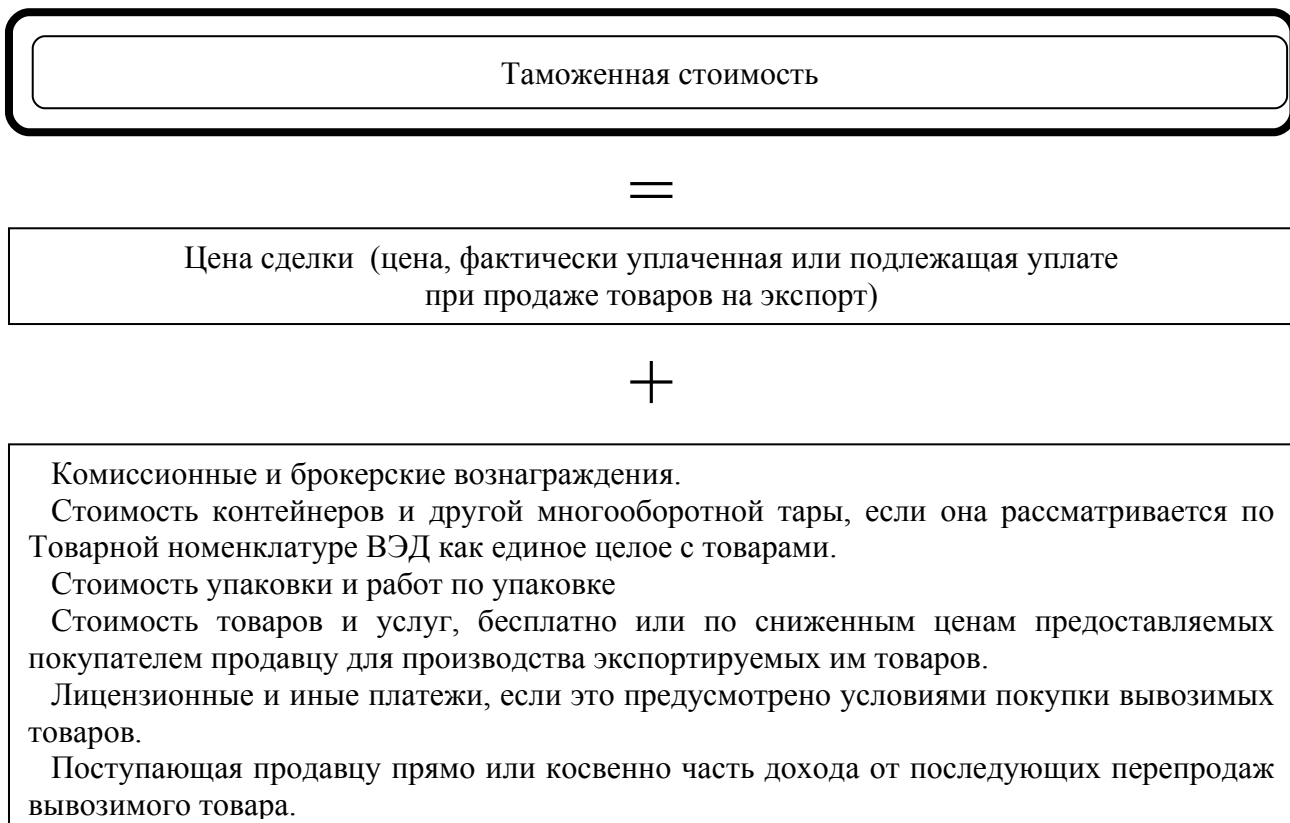 Таможенная стоимость
=
Цена сделки (цена, фактически уплаченная или подлежащая уплате
при продаже товаров на экспорт)
+
Комиссионные и брокерские вознаграждения.
Стоимость контейнеров и другой многооборотной тары, если она рассматривается по
Товарной номенклатуре ВЭД как единое целое с товарами.
Стоимость упаковки и работ по упаковке
Стоимость товаров и услуг, бесплатно или по сниженным ценам предоставляемых
покупателем продавцу для производства экспортируемых им товаров.
Лицензионные и иные платежи, если это предусмотрено условиями покупки вывозимых
товаров.
Поступающая продавцу прямо или косвенно часть дохода от последующих перепродаж
вывозимого товара.